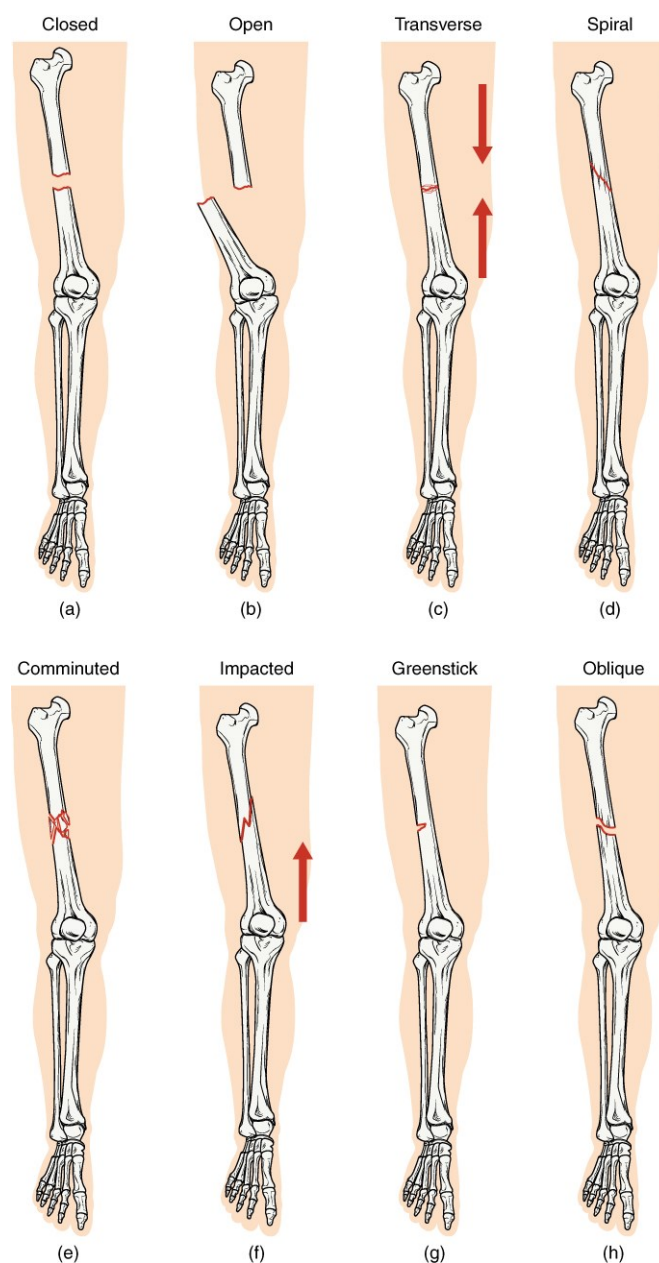 Closed
Open
Transverse
Spiral
(a)
(b)
(c)
(d)
Comminuted
Impacted
Greenstick
Oblique
(e)
(f)
(g)
(h)